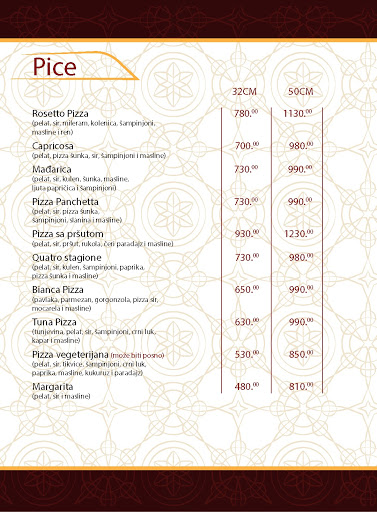 Pice
32CM 50CM
Rosetto Pizza 780.00 1130.00
(pelat, sir, mileram, kolenica, šampinjoni,
masline i ren)
Capricosa 700.00 980.00
(pelat, pizza šunka, sir, šampinjoni i masline)
Mađarica 730.00 990.00
(pelat, sir, kulen, šunka, masline,
ljuta papričica i šampinjoni)
Pizza Panchetta 730.00 990.00
(pelat, sir, pizza šunka,
šampinjoni, slanina i masline)
Pizza sa pršutom 930.00 1230.00
(pelat, sir, pršut, rukola, čeri paradajz i masline)
Quatro stagione 730.00 980.00
(pelat, sir, kulen, šampinjoni, paprika,
pizza šunka i masline)
Bianca Pizza 650.00 990.00
(pavlaka, parmezan, gorgonzola, pizza sir,
mocarela i masline)
Tuna Pizza 630.00 990.00
(tunjevina, pelat, sir, šampinjoni, crni luk,
kapar i masline)
Pizza vegeterijana (može biti posno) 530.00 850.00
(pelat, sir, tikvice, šampinjoni, crni luk,
paprika, masline, kukuruz i paradajz)
Margarita 480.00 810.00
(pelat, sir i masline)